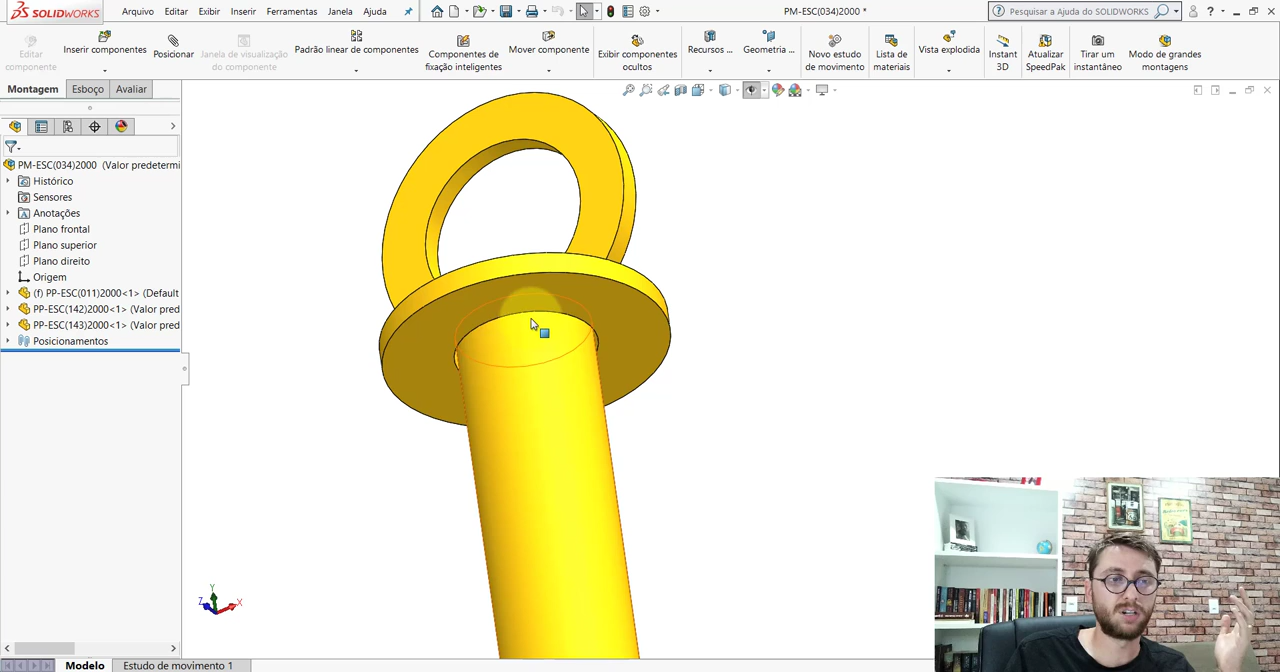 SOLIDWORKS
Arquivo Editar Exibir Inserir Ferramentas Janela Ajuda
PM-ESC(034)2000 *
Pesquisar a Ajuda do SOLIDWORKS
Editar componente
Inserir componentes
Posicionar
Janela de visualização do componente
Padrão linear de componentes
Componentes de fixação inteligentes
Mover componente
Exibir componentes ocultos
Recursos ...
Geometria ...
Novo estudo de movimento
Lista de materiais
Vista explodida
Instant 3D
Atualizar SpeedPak
Tirar um instantâneo
Modo de grandes montagens
Montagem Esboço Avaliar
PM-ESC(034)2000 (Valor predetermi
Histórico
Sensores
Anotações
Plano frontal
Plano superior
Plano direito
Origem
(f) PP-ESC(011)2000<1> (Default
PP-ESC(142)2000<1> (Valor pred
PP-ESC(143)2000<1> (Valor pred
Posicionamentos
Y
Z
X
Modelo Estudo de movimento 1